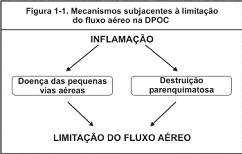 Figura 1-1. Mecanismos subjacentes à limitação
do fluxo aéreo na DPOC
INFLAMAÇÃO
Doença das pequenas
vias aéreas
Destruição
parenquimatosa
LIMITAÇÃO DO FLUXO AÉREO